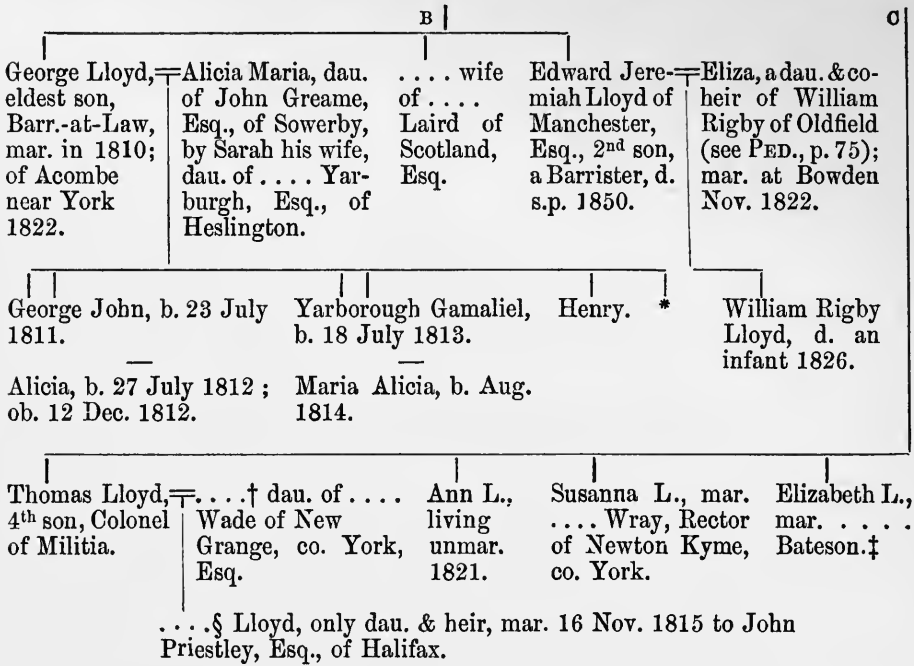 B
C
George Lloyd,
eldest son,
Barr.-at-Law,
mar. in 1810;
of Acombe
near York
1822.
Alicia Maria, dau.
of John Greame,
Esq., of Sowerby,
by Sarah his wife,
dau. of .... Yar-
burgh, Esq., of
Heslington.
.... wife
of ....
Laird of
Scotland,
Esq.
Edward Jere-
miah Lloyd of
Manchester,
Esq., 2nd son,
a Barrister, d.
s.p. 1850.
Eliza, a dau. & co-
heir of William
Rigby of Oldfield
(see PED., p. 75);
mar. at Bowden
Nov. 1822.
George John, b. 23 July
1811.
Alicia, b. 27 July 1812;
ob. 12 Dec. 1812.
Yarborough Gamaliel,
b. 18 July 1813.
Maria Alicia, b. Aug.
1814.
Henry.
*
William Rigby
Lloyd, d. an
infant 1826.
Thomas Lloyd,
4th son, Colonel
of Militia.
....† dau. of ....
Wade of New
Grange, co. York,
Esq.
Ann L.,
living
unmar.
1821.
Susanna L., mar.
.... Wray, Rector
of Newton Kyme,
co. York.
Elizabeth L.,
mar. .....
Bateson.‡
....§ Lloyd, only dau. & heir, mar. 16 Nov. 1815 to John
Priestley, Esq., of Halifax.